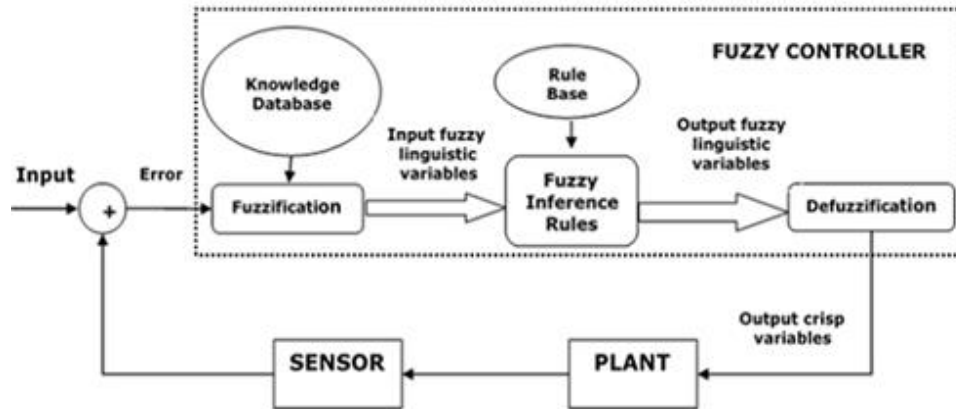 FUZZY CONTROLLER
Knowledge
Database
Rule
Base
Input fuzzy
linguistic
variables
Output fuzzy
linguistic
variables
Input
Error
+
Fuzzification
Fuzzy
Inference
Rules
Defuzzification
Output crisp
variables
SENSOR
PLANT